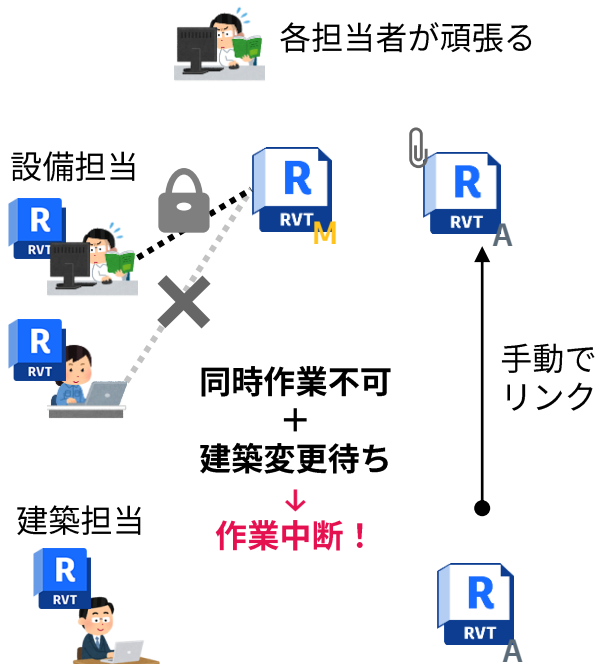 各担当者が頑張る
設備担当
R
RVT
R
RVT
M
R
RVT
A
R
RVT
同時作業不可
＋
建築変更待ち
↓
作業中断！
手動で
リンク
建築担当
R
RVT
R
RVT
A